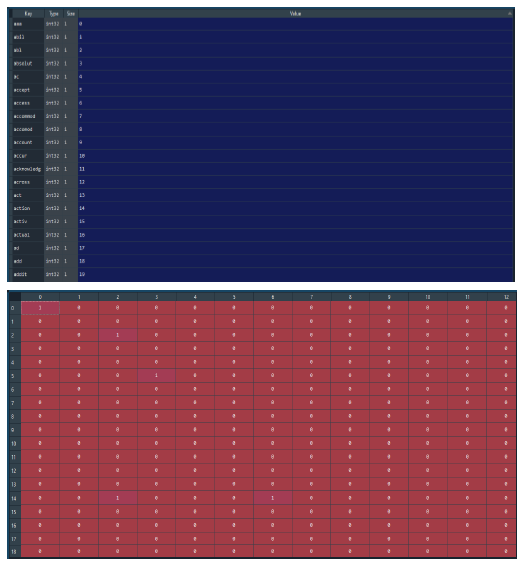 Key Type Size Value
aaa int32 1 0
abil int32 1 1
abl int32 1 2
absolut int32 1 3
ac int32 1 4
accept int32 1 5
access int32 1 6
accommod int32 1 7
accomod int32 1 8
account int32 1 9
accur int32 1 10
acknowledg int32 1 11
across int32 1 12
act int32 1 13
action int32 1 14
activ int32 1 15
actual int32 1 16
ad int32 1 17
add int32 1 18
addit int32 1 19
0 1 2 3 4 5 6 7 8 9 10 11 12
0 1 0 0 0 0 0 0 0 0 0 0 0 0
1 0 0 0 0 0 0 0 0 0 0 0 0 0
2 0 0 1 0 0 0 0 0 0 0 0 0 0
3 0 0 0 0 0 0 0 0 0 0 0 0 0
4 0 0 0 0 0 0 0 0 0 0 0 0 0
5 0 0 0 1 0 0 0 0 0 0 0 0 0
6 0 0 0 0 0 0 0 0 0 0 0 0 0
7 0 0 0 0 0 0 0 0 0 0 0 0 0
8 0 0 0 0 0 0 0 0 0 0 0 0 0
9 0 0 0 0 0 0 0 0 0 0 0 0 0
10 0 0 0 0 0 0 0 0 0 0 0 0 0
11 0 0 0 0 0 0 0 0 0 0 0 0 0
12 0 0 0 0 0 0 0 0 0 0 0 0 0
13 0 0 0 0 0 0 0 0 0 0 0 0 0
14 0 0 1 0 0 0 1 0 0 0 0 0 0
15 0 0 0 0 0 0 0 0 0 0 0 0 0
16 0 0 0 0 0 0 0 0 0 0 0 0 0
17 0 0 0 0 0 0 0 0 0 0 0 0 0
18 0 0 0 0 0 0 0 0 0 0 0 0 0